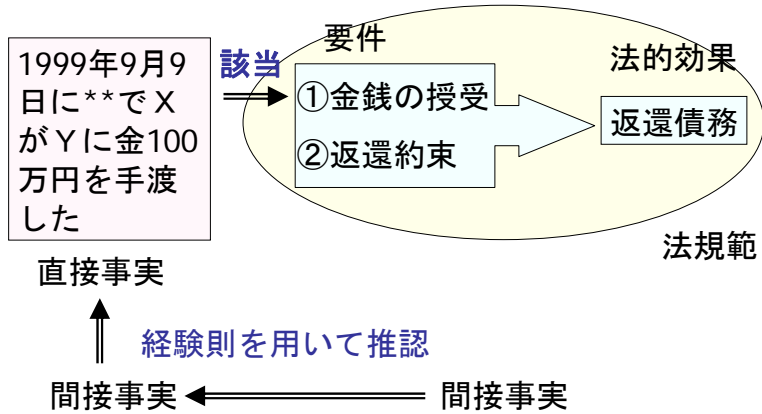 1999年9月9
日に**でX
がYに金100
万円を手渡
した
該当
要件
①金銭の授受
②返還約束
法的効果
返還債務
法規範
直接事実
経験則を用いて推認
間接事実
間接事実